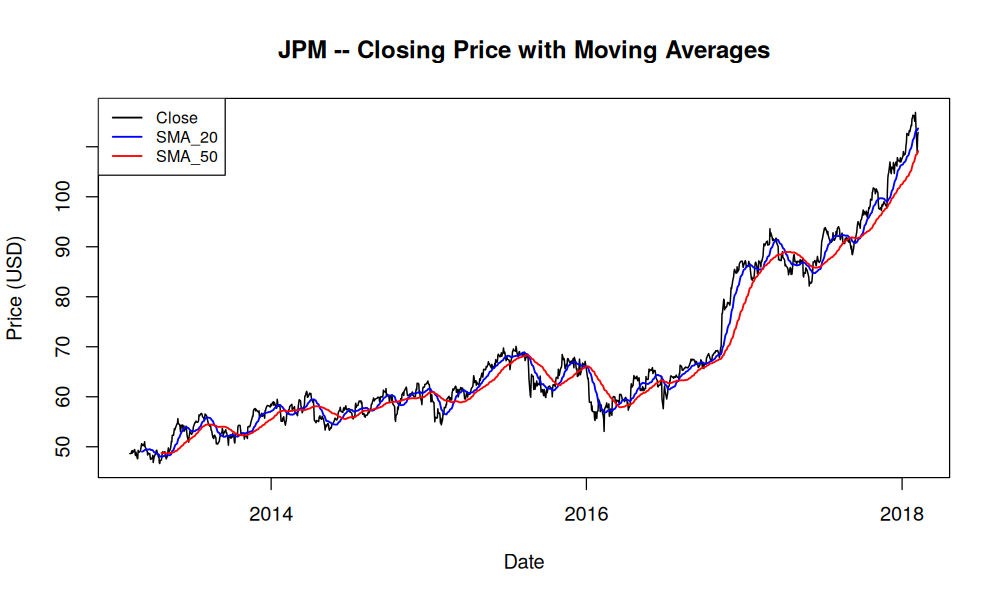 JPM -- Closing Price with Moving Averages
Close
SMA_20
SMA_50
Price (USD)
100
90
80
70
60
50
2014
2016
2018
Date